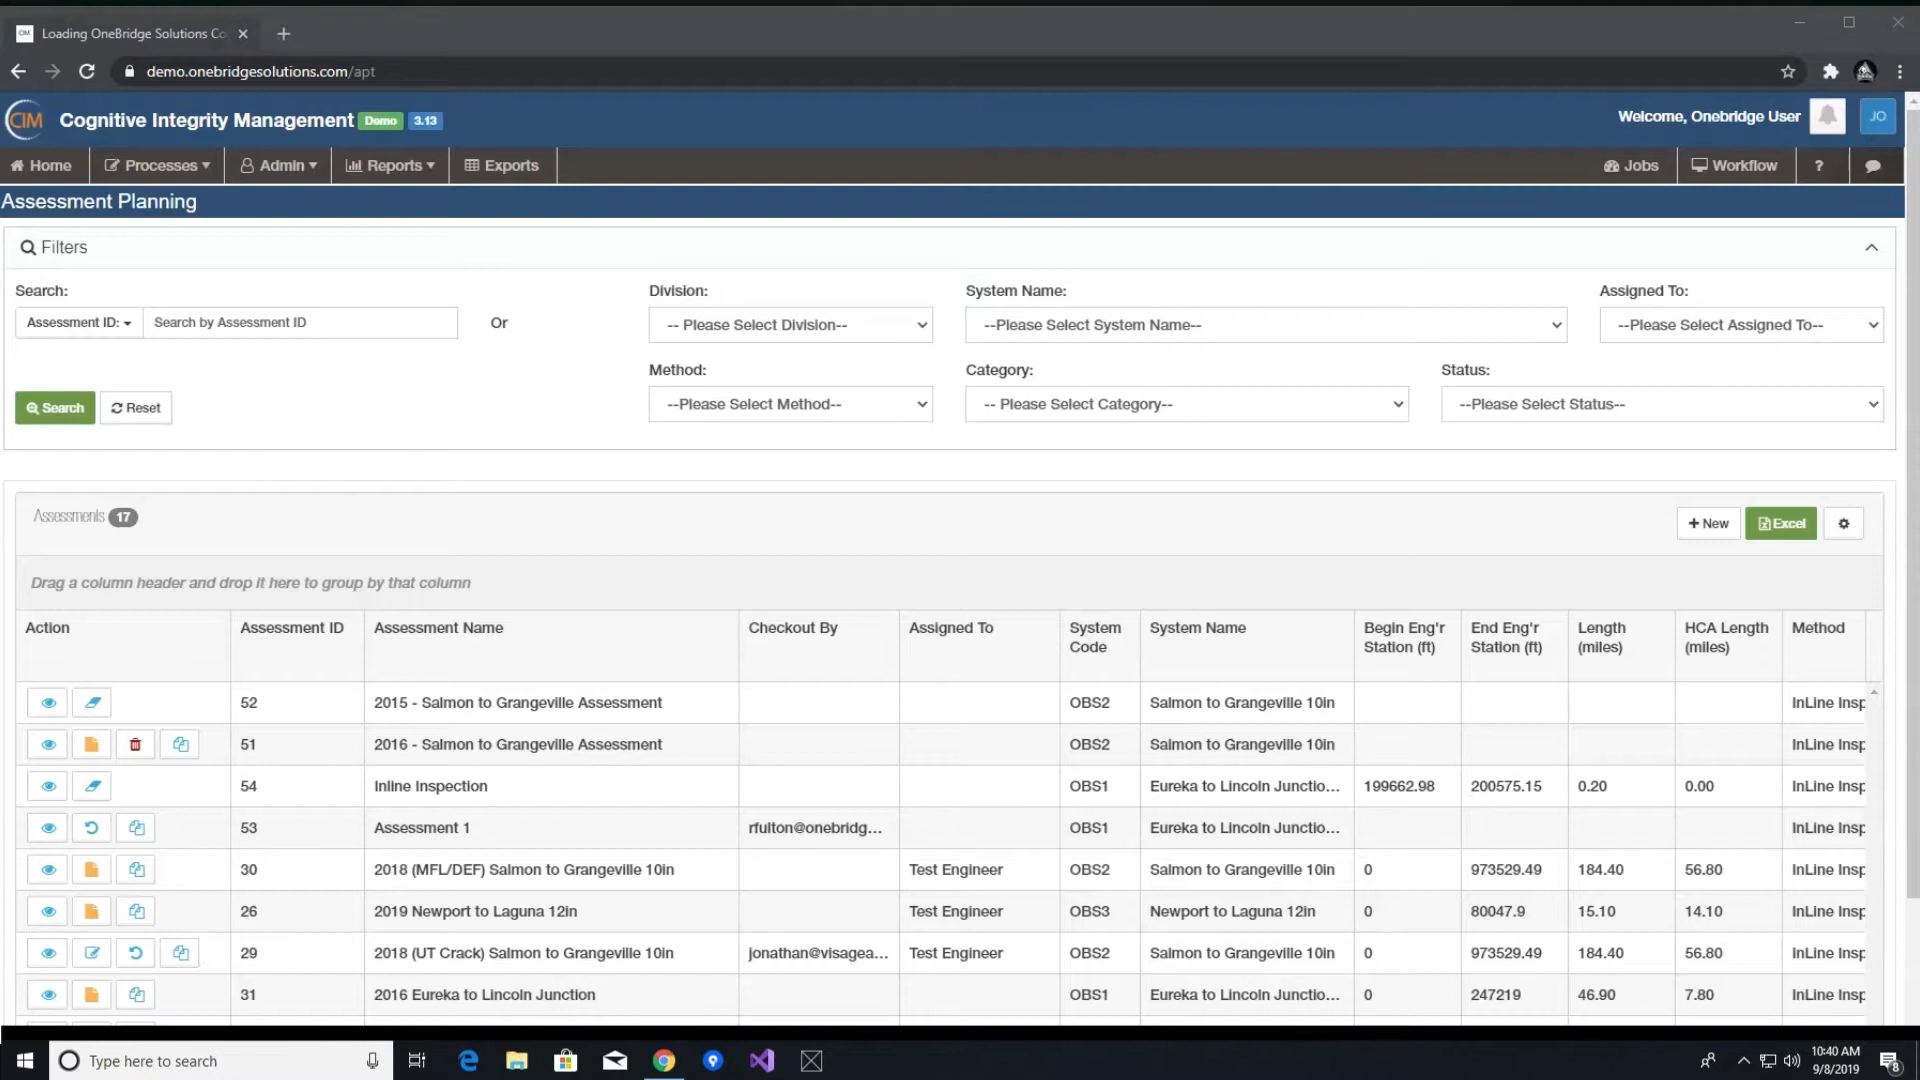 CIM Loading OneBridge Solutions Co
demo.onebridgesolutions.com/apt
CIM Cognitive Integrity Management Demo 3.13
Welcome, Onebridge User JO
Home Processes Admin Reports Exports Jobs Workflow ?
Assessment Planning
Filters
Search: Division: System Name: Assigned To:
Assessment ID: Search by Assessment ID Or -- Please Select Division-- --Please Select System Name-- --Please Select Assigned To--
Method: Category: Status:
Search Reset --Please Select Method-- -- Please Select Category-- --Please Select Status--
Assessments 17 + New Excel
Drag a column header and drop it here to group by that column
Action Assessment ID Assessment Name Checkout By Assigned To System Code System Name Begin Eng'r Station (ft) End Eng'r Station (ft) Length (miles) HCA Length (miles) Method
52 2015 - Salmon to Grangeville Assessment OBS2 Salmon to Grangeville 10in InLine Insp
51 2016 - Salmon to Grangeville Assessment OBS2 Salmon to Grangeville 10in InLine Insp
54 Inline Inspection OBS1 Eureka to Lincoln Junctio... 199662.98 200575.15 0.20 0.00 InLine Insp
53 Assessment 1 rfulton@onebridg... OBS1 Eureka to Lincoln Junctio... InLine Insp
30 2018 (MFL/DEF) Salmon to Grangeville 10in Test Engineer OBS2 Salmon to Grangeville 10in 0 973529.49 184.40 56.80 InLine Insp
26 2019 Newport to Laguna 12in Test Engineer OBS3 Newport to Laguna 12in 0 80047.9 15.10 14.10 InLine Insp
29 2018 (UT Crack) Salmon to Grangeville 10in jonathan@visagea... Test Engineer OBS2 Salmon to Grangeville 10in 0 973529.49 184.40 56.80 InLine Insp
31 2016 Eureka to Lincoln Junction OBS1 Eureka to Lincoln Junctio... 0 247219 46.90 7.80 InLine Insp
Type here to search
10:40 AM
9/8/2019
8